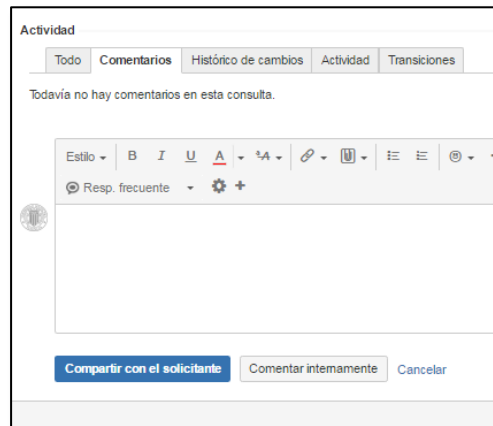 Actividad
Todo Comentarios Histórico de cambios Actividad Transiciones
Todavía no hay comentarios en esta consulta.
Estilo B I U A ᵃA
Resp. frecuente +
Compartir con el solicitante Comentar internamente Cancelar